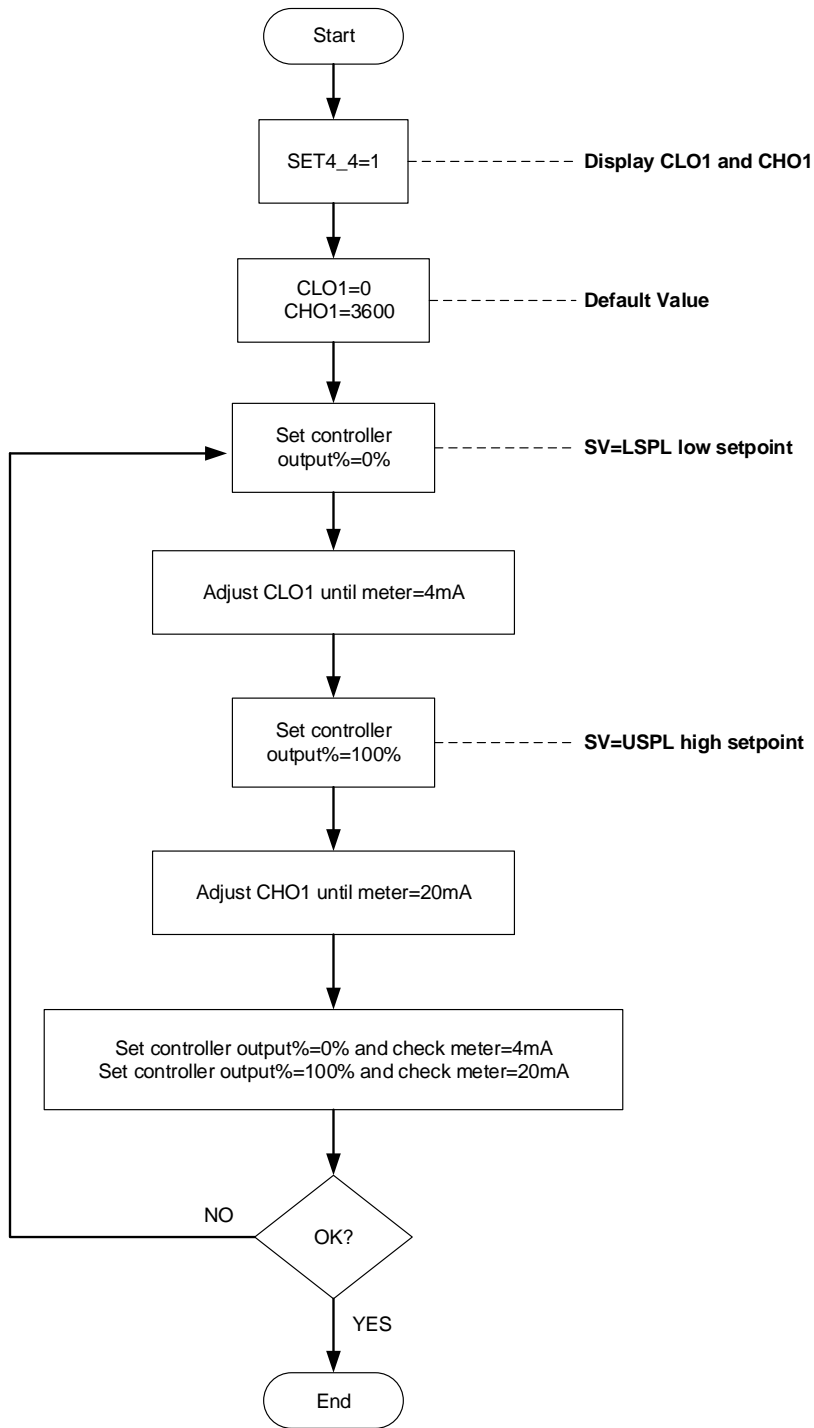 Start
SET4_4=1
Display CLO1 and CHO1
CLO1=0
CHO1=3600
Default Value
Set controller
output%=0%
SV=LSPL low setpoint
Adjust CLO1 until meter=4mA
Set controller
output%=100%
SV=USPL high setpoint
Adjust CHO1 until meter=20mA
Set controller output%=0% and check meter=4mA
Set controller output%=100% and check meter=20mA
NO
OK?
YES
End